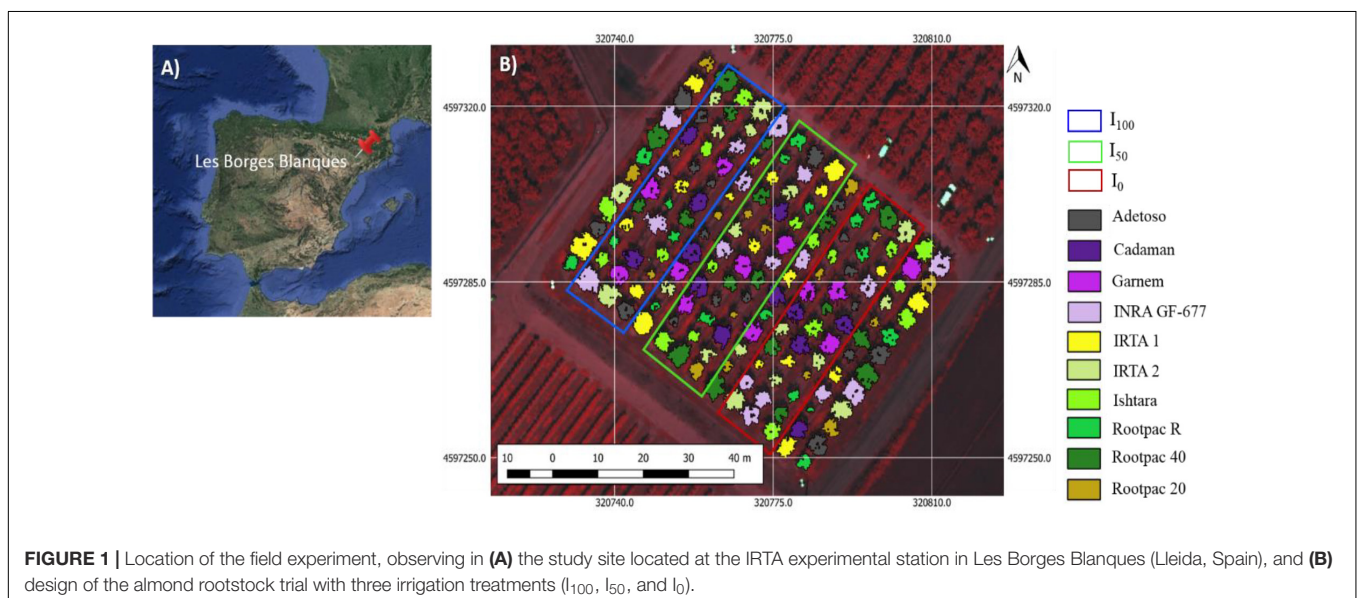 A)
Les Borges Blanques
B)
320740.0 320775.0 320810.0
N
4597320.0 4597320.0
4597285.0 4597285.0
4597250.0 4597250.0
10 0 10 20 30 40 m
320740.0 320775.0 320810.0
I100
I50
I0
Adetoso
Cadaman
Garnem
INRA GF-677
IRTA 1
IRTA 2
Ishtara
Rootpac R
Rootpac 40
Rootpac 20
FIGURE 1 | Location of the field experiment, observing in (A) the study site located at the IRTA experimental station in Les Borges Blanques (Lleida, Spain), and (B)
design of the almond rootstock trial with three irrigation treatments (I100, I50, and I0).